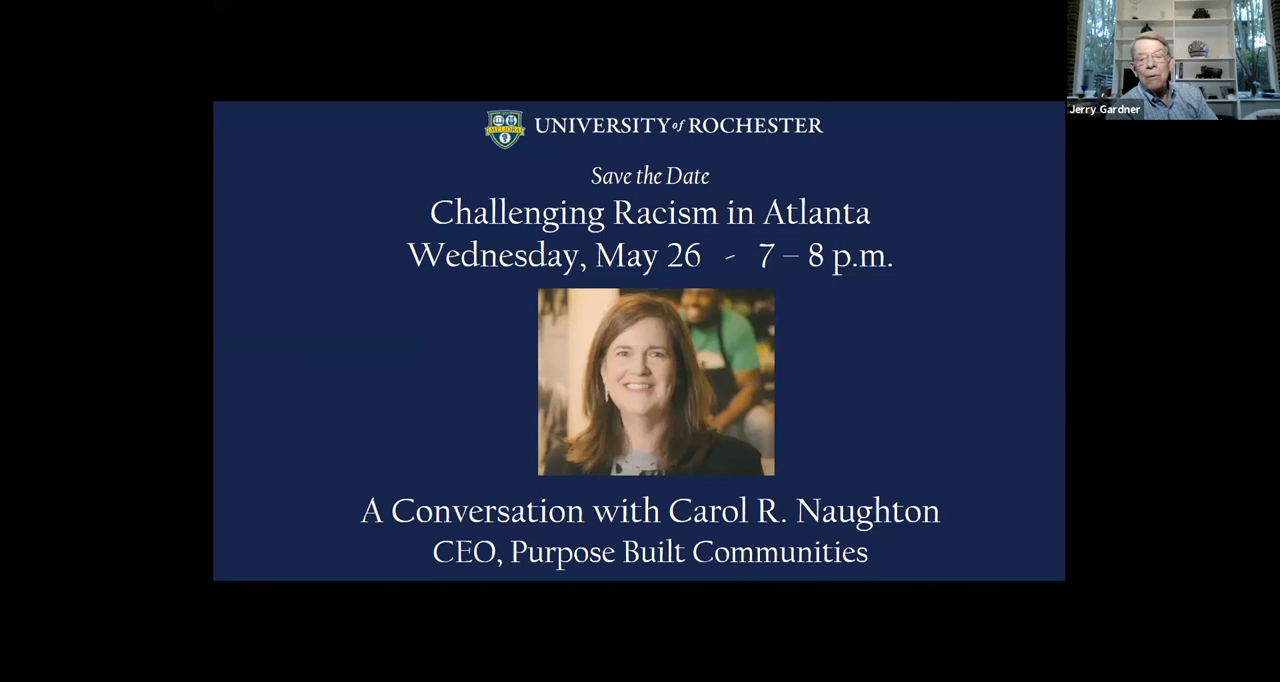 UNIVERSITY of ROCHESTER
MELIORA
Save the Date
Challenging Racism in Atlanta
Wednesday, May 26 - 7 – 8 p.m.
A Conversation with Carol R. Naughton
CEO, Purpose Built Communities
Jerry Gardner